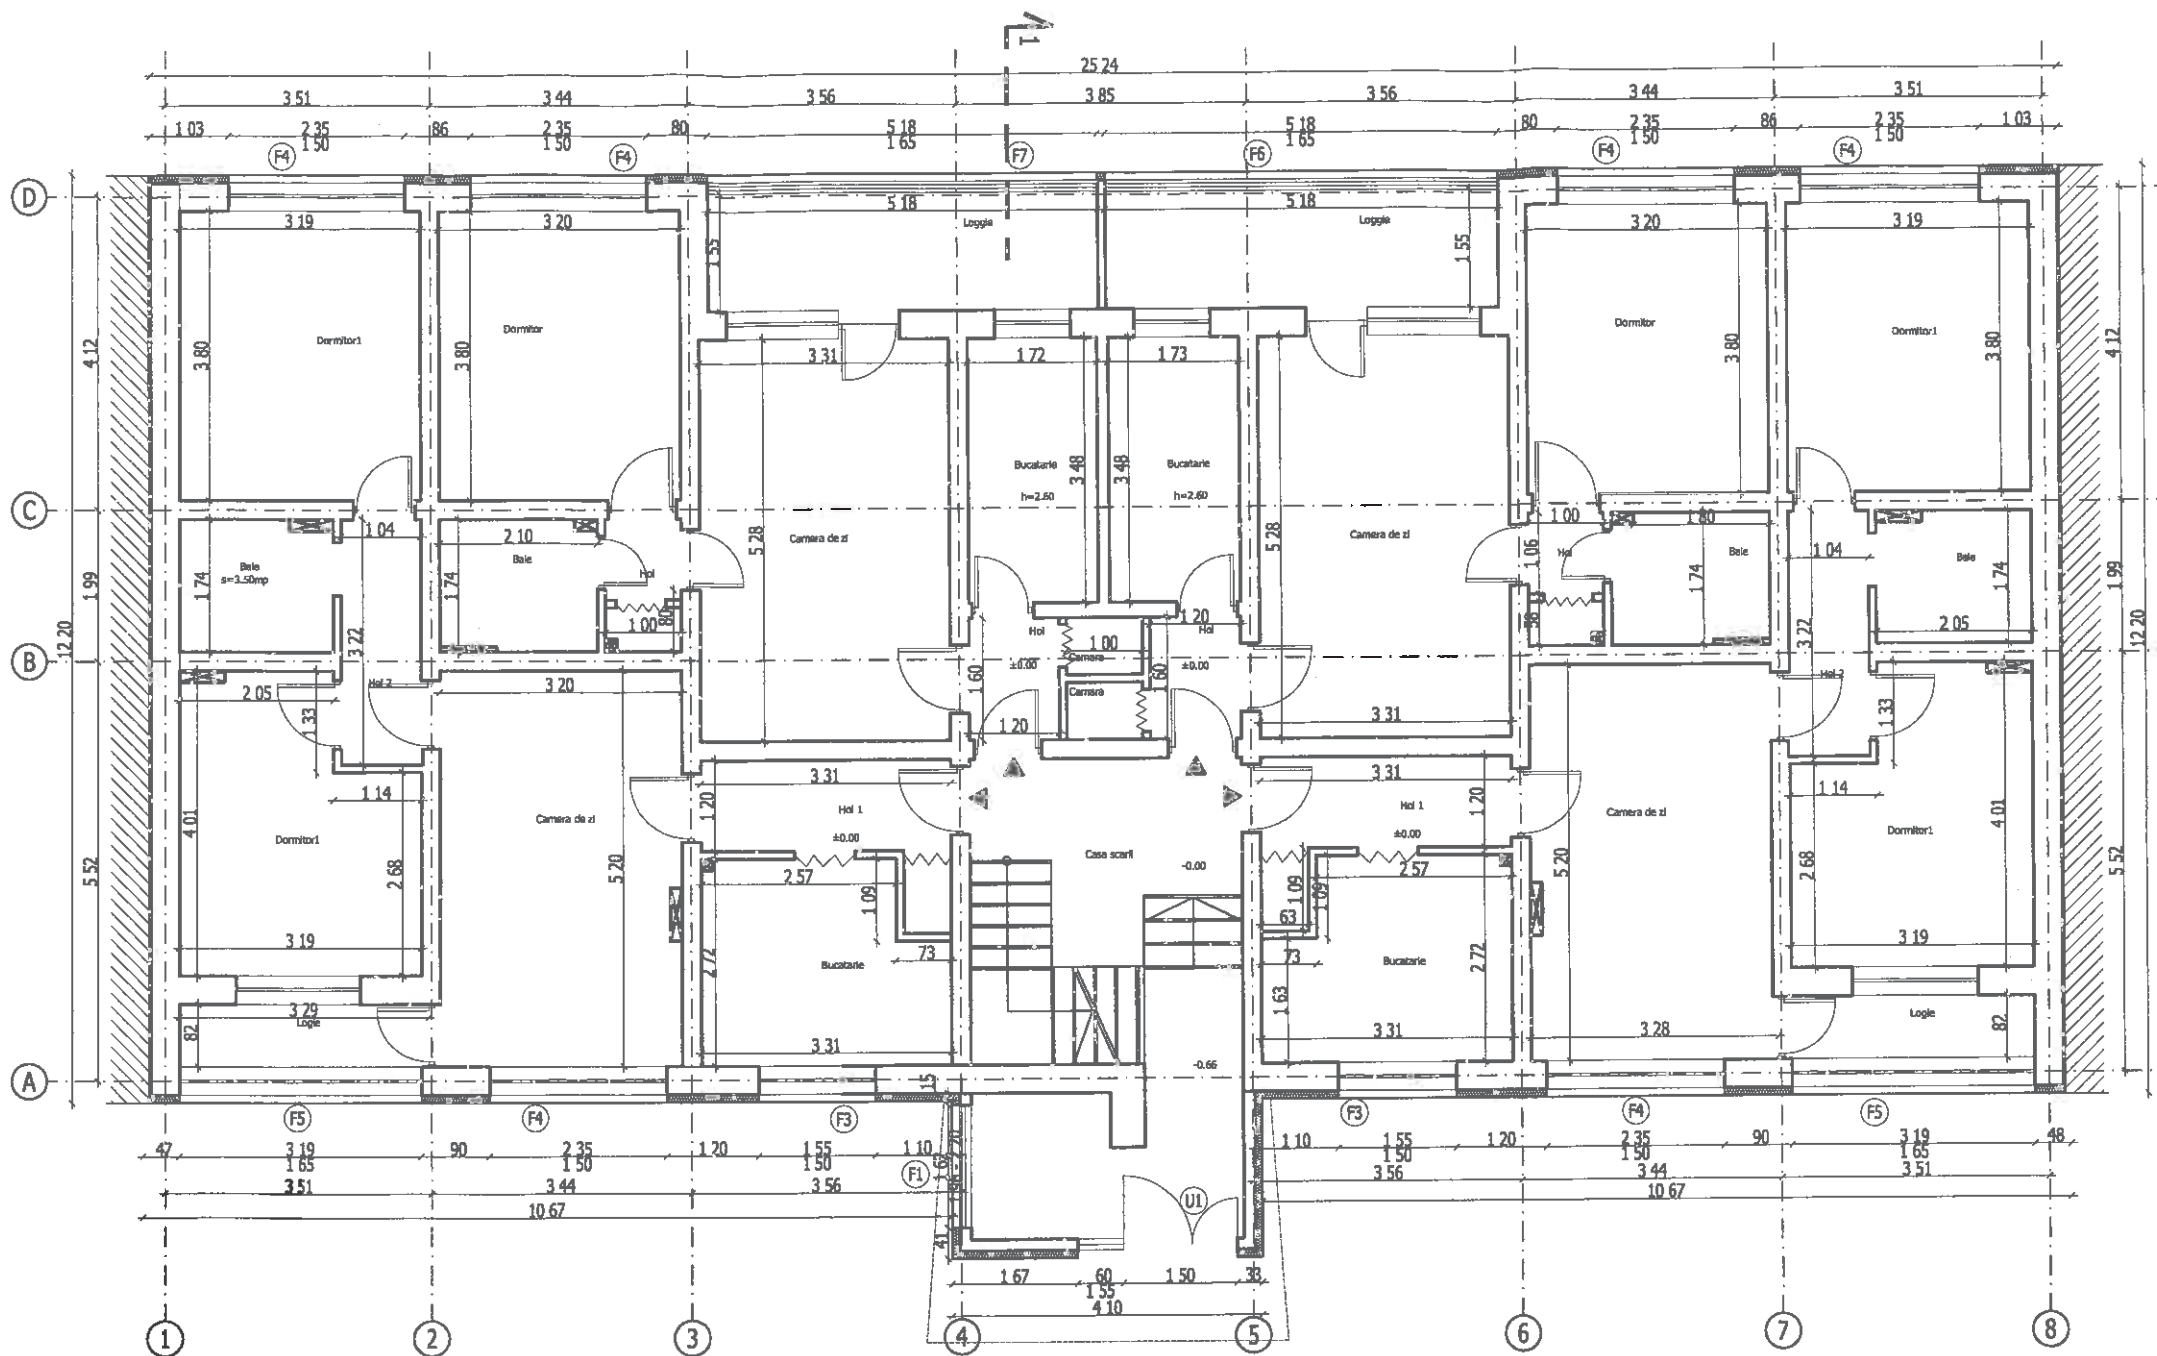 1
25 24
3 51 3 44 3 56 3 85 3 56 3 44 3 51
1 03 2 35 86 2 35 80 5 18 5 18 80 2 35 86 2 35 1 03
1 50 1 50 1 65 1 65 1 50 1 50
F4 F4 F7 F6 F4 F4
D
5 18 5 18
Loggia Loggia
3 19 3 20 3 20 3 19
1 55 1 55
Dormitor1 Dormitor Dormitor Dormitor1
4 12 3 80 3 80 3 80 3 80 4 12
3 31 1 72 1 73
Bucatarie Bucatarie
h=2.60 h=2.60
3 48 3 48
C
1 04 2 10 5 28 Camera de zi 5 28 Camera de zi 1 00 1 80 1 04
Baie Baie Hol Hol Baie Baie
s=3.50mp
1 99 1 74 1 74 1 06 1 74 1 74 1 99
12 20 3 22 1 00 80 58 3 22 2 05 12 20
Hol 1 00 1 20 Hol
B
±0.00 Camara ±0.00
1 60 Camara 1 60
2 05 Hol 2 3 20 Hol 2
1 33 1 20 3 31 1 33
1 14 3 31 3 31 1 14
1 20 Hol 1 Hol 1 1 20
±0.00 ±0.00
4 01 Dormitor1 Camera de zi Camera de zi Dormitor1 4 01
Casa scarii -0.00
5 52 2 68 5 20 2 57 1 09 1 09 1 09 2 57 5 20 2 68 5 52
63
3 19 73 73 3 19
2 72 Bucatarie Bucatarie 2 72
1 63
3 29 Logie Logie
82 3 31 3 31 3 28 82
-0.66
A
15
F5 F4 F3 F3 F4 F5
47 3 19 90 2 35 1 20 1 55 1 10 1 10 1 55 1 20 2 35 90 3 19 48
1 65 1 50 1 50 1 50 1 50 1 65
F1
3 51 3 44 3 56 3 56 3 44 3 51
10 67 10 67
U1
41
1 67 60 1 50 33
1 55
4 10
1 2 3 4 5 6 7 8